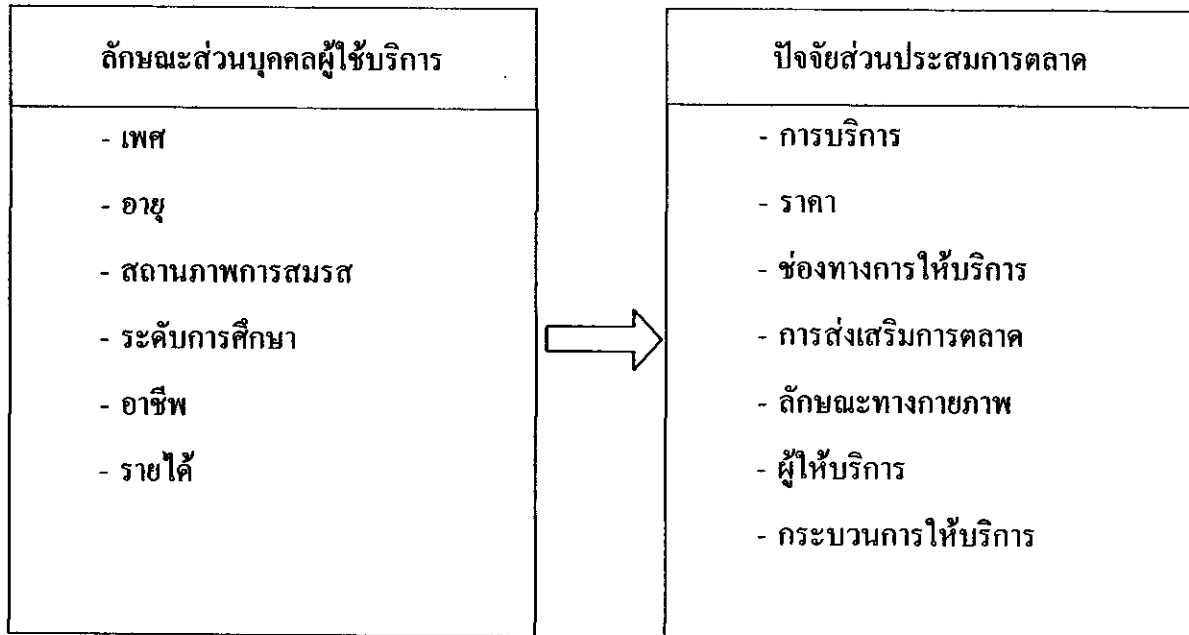 ลักษณะส่วนบุคคลผู้ใช้บริการ
- เพศ
- อายุ
- สถานภาพการสมรส
- ระดับการศึกษา
- อาชีพ
- รายได้
ปัจจัยส่วนประสมการตลาด
- การบริการ
- ราคา
- ช่องทางการให้บริการ
- การส่งเสริมการตลาด
- ลักษณะทางกายภาพ
- ผู้ให้บริการ
- กระบวนการให้บริการ